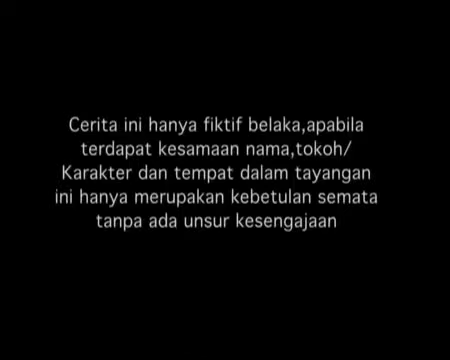 Cerita ini hanya fiktif belaka,apabila
terdapat kesamaan nama,tokoh/
Karakter dan tempat dalam tayangan
ini hanya merupakan kebetulan semata
tanpa ada unsur kesengajaan